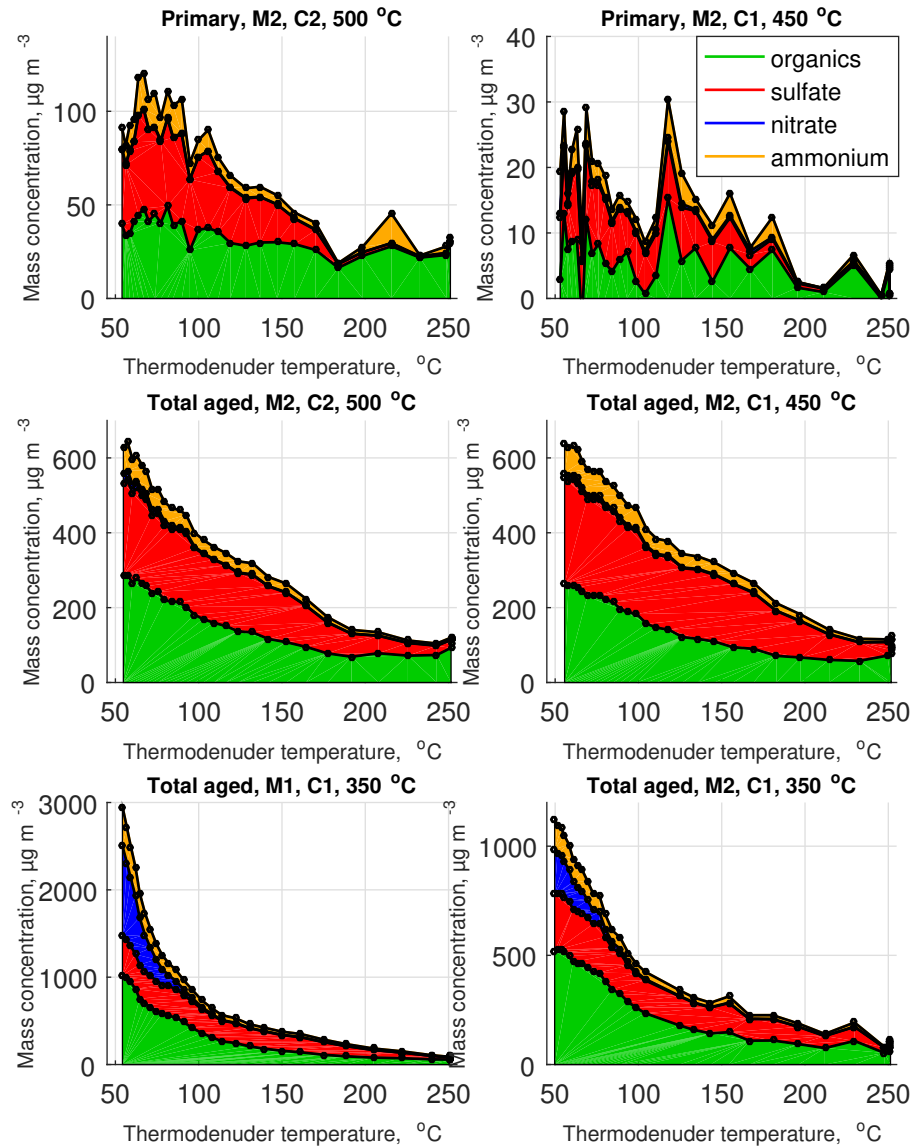 Primary, M2, C2, 500 °C
Mass concentration, µg m -3
100
50
0
50 100 150 200 250
Thermodenuder temperature, °C
Primary, M2, C1, 450 °C
Mass concentration, µg m -3
40
30
20
10
0
50 100 150 200 250
Thermodenuder temperature, °C
organics
sulfate
nitrate
ammonium
Total aged, M2, C2, 500 °C
Mass concentration, µg m -3
600
400
200
0
50 100 150 200 250
Thermodenuder temperature, °C
Total aged, M2, C1, 450 °C
Mass concentration, µg m -3
600
400
200
0
50 100 150 200 250
Thermodenuder temperature, °C
Total aged, M1, C1, 350 °C
Mass concentration, µg m -3
3000
2000
1000
0
50 100 150 200 250
Thermodenuder temperature, °C
Total aged, M2, C1, 350 °C
Mass concentration, µg m -3
1000
500
0
50 100 150 200 250
Thermodenuder temperature, °C